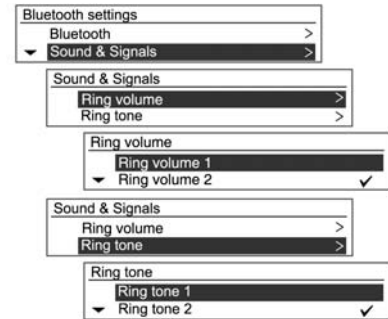 Bluetooth settings
Bluetooth >
Sound & Signals >
Sound & Signals
Ring volume >
Ring tone >
Ring volume
Ring volume 1
Ring volume 2 ✓
Sound & Signals
Ring volume >
Ring tone >
Ring tone
Ring tone 1
Ring tone 2 ✓